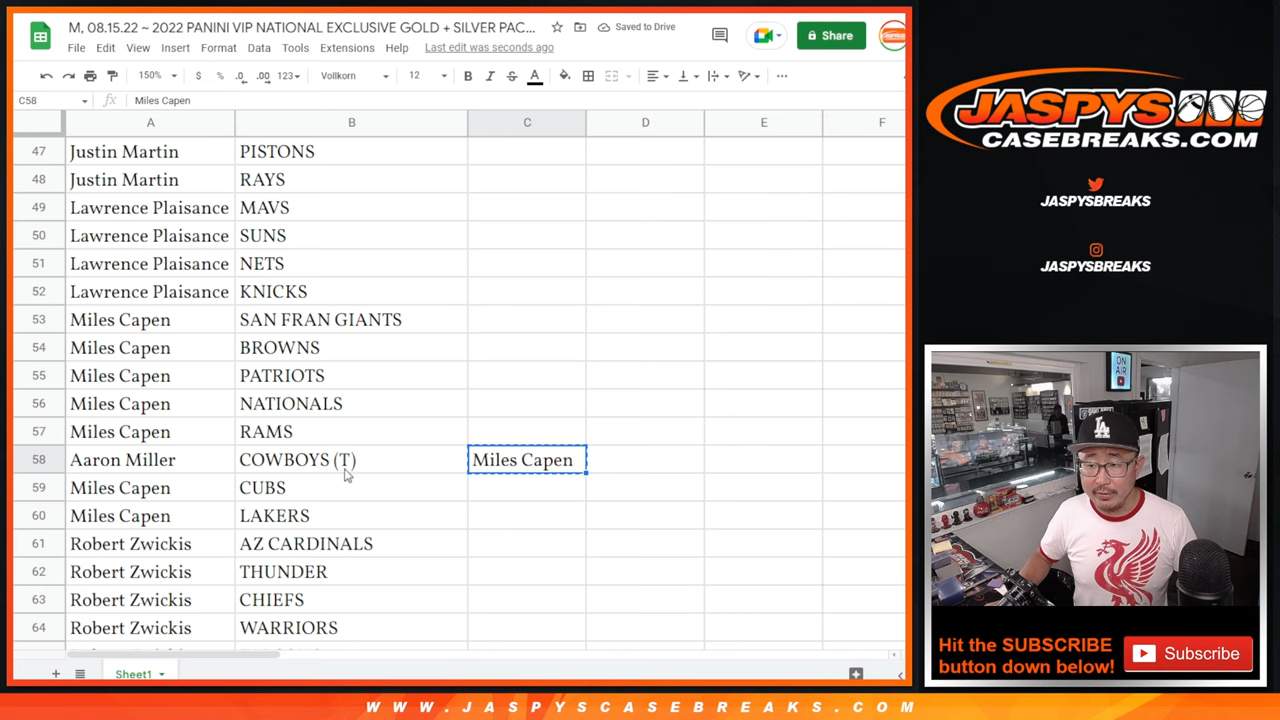 M, 08.15.22 ~ 2022 PANINI VIP NATIONAL EXCLUSIVE GOLD + SILVER PAC...
Saved to Drive
Share
File Edit View Insert Format Data Tools Extensions Help Last edit was seconds ago
150% $ % .0 .00 123 Vollkorn 12 B I S A
C58 fx Miles Capen
A B C D E F
47 Justin Martin PISTONS
48 Justin Martin RAYS
49 Lawrence Plaisance MAVS
50 Lawrence Plaisance SUNS
51 Lawrence Plaisance NETS
52 Lawrence Plaisance KNICKS
53 Miles Capen SAN FRAN GIANTS
54 Miles Capen BROWNS
55 Miles Capen PATRIOTS
56 Miles Capen NATIONALS
57 Miles Capen RAMS
58 Aaron Miller COWBOYS (T) Miles Capen
59 Miles Capen CUBS
60 Miles Capen LAKERS
61 Robert Zwickis AZ CARDINALS
62 Robert Zwickis THUNDER
63 Robert Zwickis CHIEFS
64 Robert Zwickis WARRIORS
Sheet1
JASPYS
CASEBREAKS.COM
JASPYSBREAKS
JASPYSBREAKS
ON
AIR
LA
Hit the SUBSCRIBE
button down below!
Subscribe
WWW.JASPYSCASEBREAKS.COM